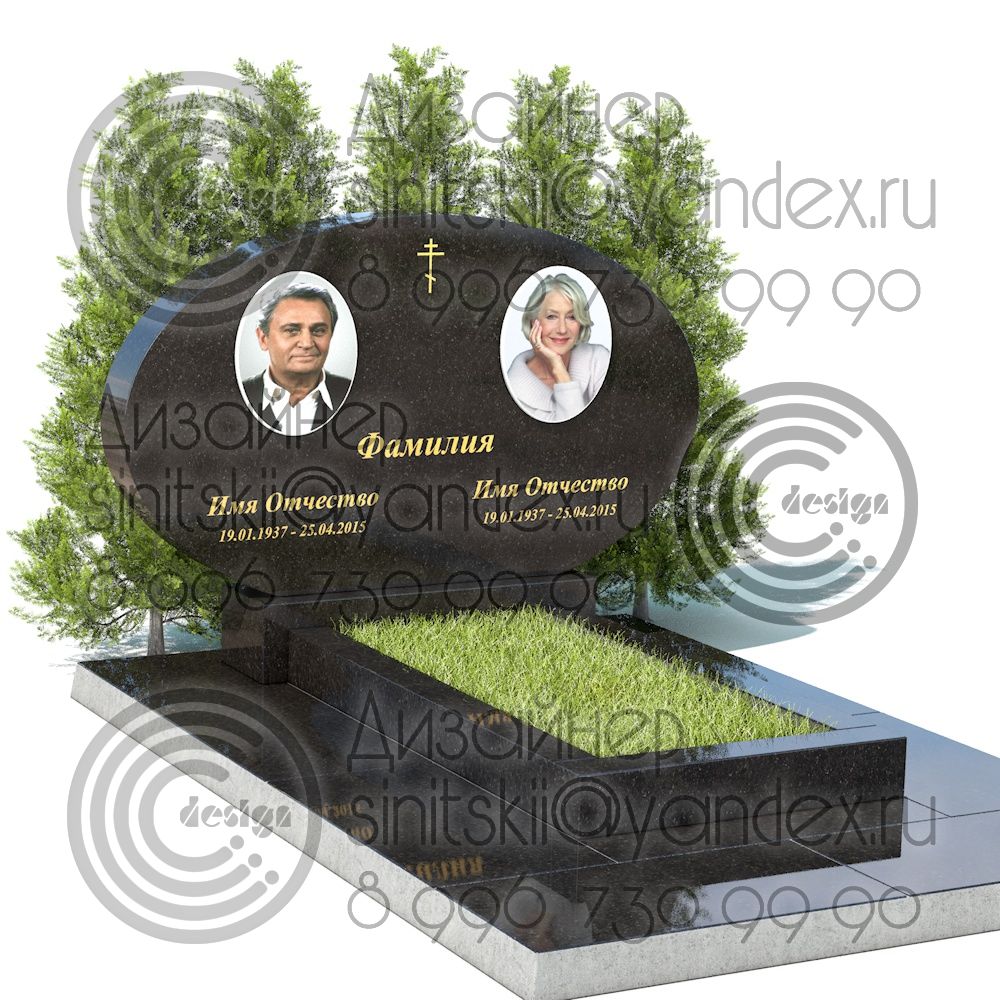 Дизайнер
sinitskii@yandex.ru
8 996 730 99 90
design
Дизайнер
sinitskii@yandex.ru
8 996 730 99 90
design
Фамилия
Имя Отчество
19.01.1937 - 25.04.2015
Имя Отчество
19.01.1937 - 25.04.2015
Дизайнер
sinitskii@yandex.ru
8 996 730 99 90
design